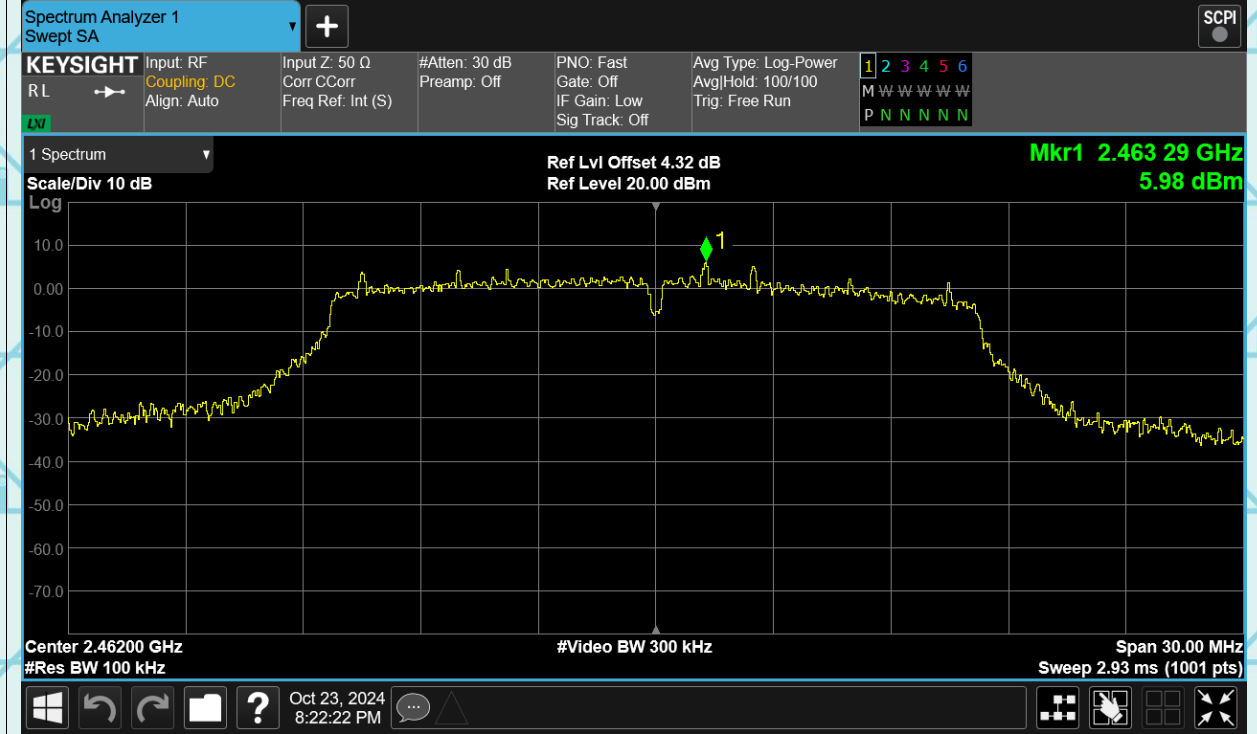 Spectrum Analyzer 1
Swept SA
SCPI
KEYSIGHT
R L
LXI
Input: RF
Coupling: DC
Align: Auto
Input Z: 50 Ω
Corr CCorr
Freq Ref: Int (S)
#Atten: 30 dB
Preamp: Off
PNO: Fast
Gate: Off
IF Gain: Low
Sig Track: Off
Avg Type: Log-Power
Avg|Hold: 100/100
Trig: Free Run
1 2 3 4 5 6
M W W W W W
P N N N N N
1 Spectrum
Scale/Div 10 dB
Log
Ref Lvl Offset 4.32 dB
Ref Level 20.00 dBm
Mkr1 2.463 29 GHz
5.98 dBm
1
10.0
0.00
-10.0
-20.0
-30.0
-40.0
-50.0
-60.0
-70.0
Center 2.46200 GHz
#Video BW 300 kHz
Span 30.00 MHz
#Res BW 100 kHz
Sweep 2.93 ms (1001 pts)
?
Oct 23, 2024
8:22:22 PM